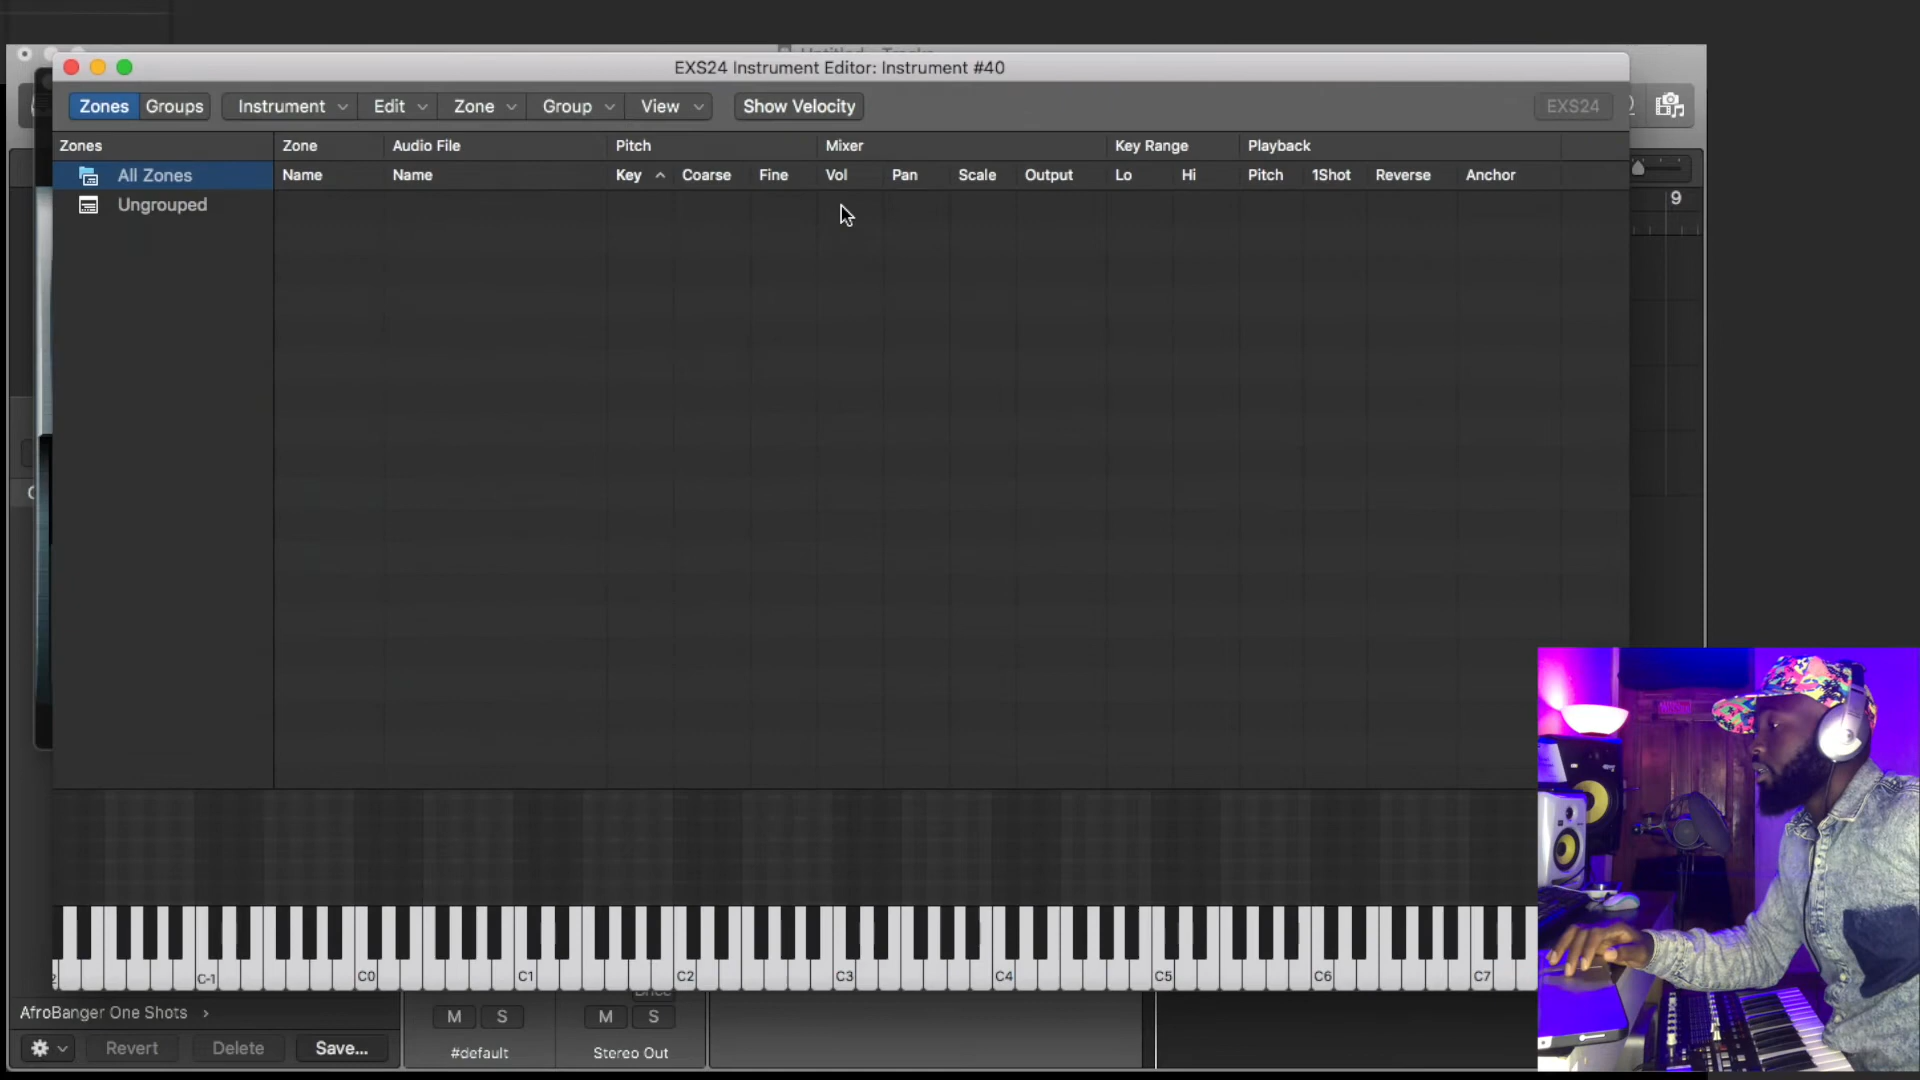 EXS24 Instrument Editor: Instrument #40
Zones Groups Instrument Edit Zone Group View Show Velocity EXS24
Zones Zone Audio File Pitch Mixer Key Range Playback
All Zones Name Name Key Coarse Fine Vol Pan Scale Output Lo Hi Pitch 1Shot Reverse Anchor
Ungrouped
9
C-1 C0 C1 C2 C3 C4 C5 C6 C7
AfroBanger One Shots
M S M S
Revert Delete Save... #default Stereo Out